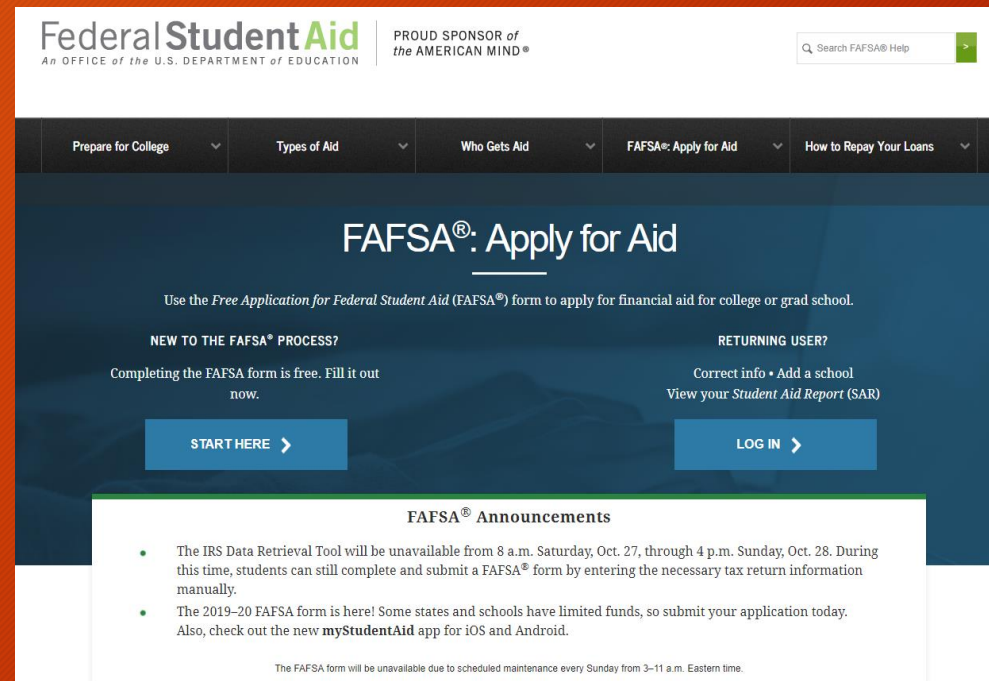 Federal Student Aid
An OFFICE of the U.S. DEPARTMENT of EDUCATION
PROUD SPONSOR of
the AMERICAN MIND®
Search FAFSA® Help
>
Prepare for College
Types of Aid
Who Gets Aid
FAFSA®: Apply for Aid
How to Repay Your Loans
FAFSA®: Apply for Aid
Use the Free Application for Federal Student Aid (FAFSA®) form to apply for financial aid for college or grad school.
NEW TO THE FAFSA® PROCESS?
Completing the FAFSA form is free. Fill it out
now.
START HERE
RETURNING USER?
Correct info • Add a school
View your Student Aid Report (SAR)
LOG IN
FAFSA® Announcements
• The IRS Data Retrieval Tool will be unavailable from 8 a.m. Saturday, Oct. 27, through 4 p.m. Sunday, Oct. 28. During
this time, students can still complete and submit a FAFSA® form by entering the necessary tax return information
manually.
• The 2019–20 FAFSA form is here! Some states and schools have limited funds, so submit your application today.
Also, check out the new myStudentAid app for iOS and Android.
The FAFSA form will be unavailable due to scheduled maintenance every Sunday from 3–11 a.m. Eastern time.